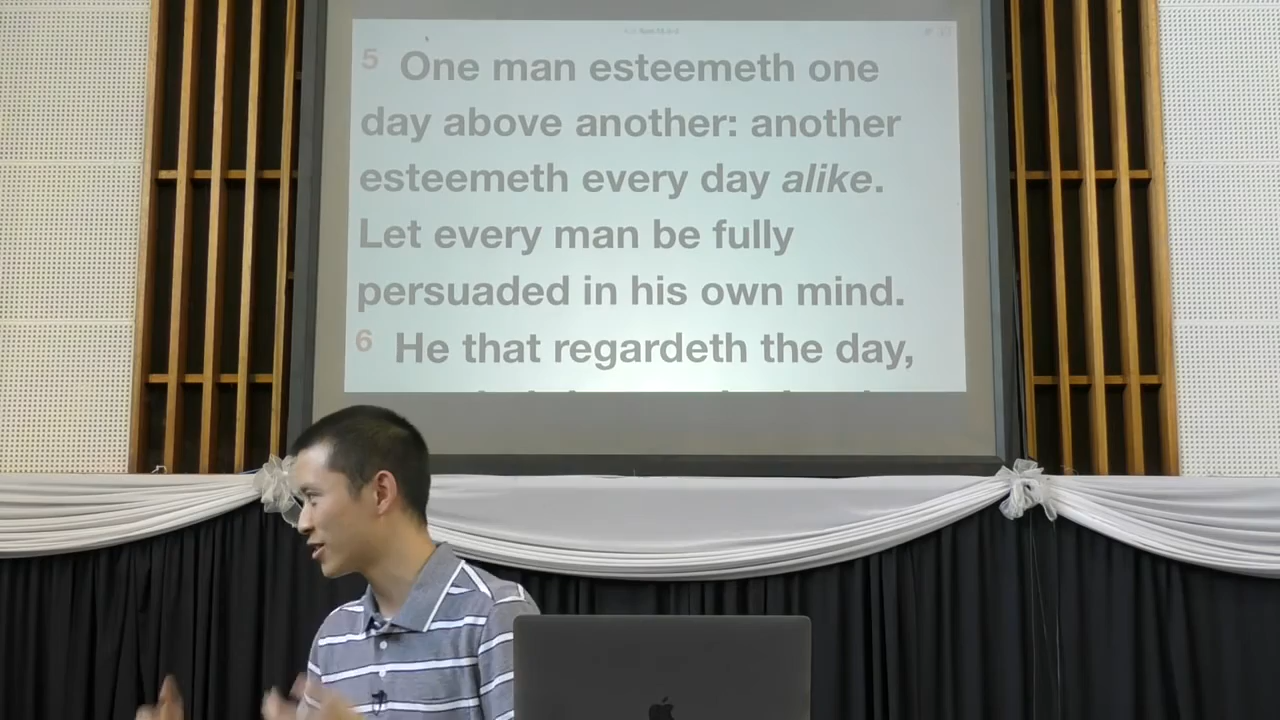 5 One man esteemeth one
day above another: another
esteemeth every day alike.
Let every man be fully
persuaded in his own mind.
6 He that regardeth the day,